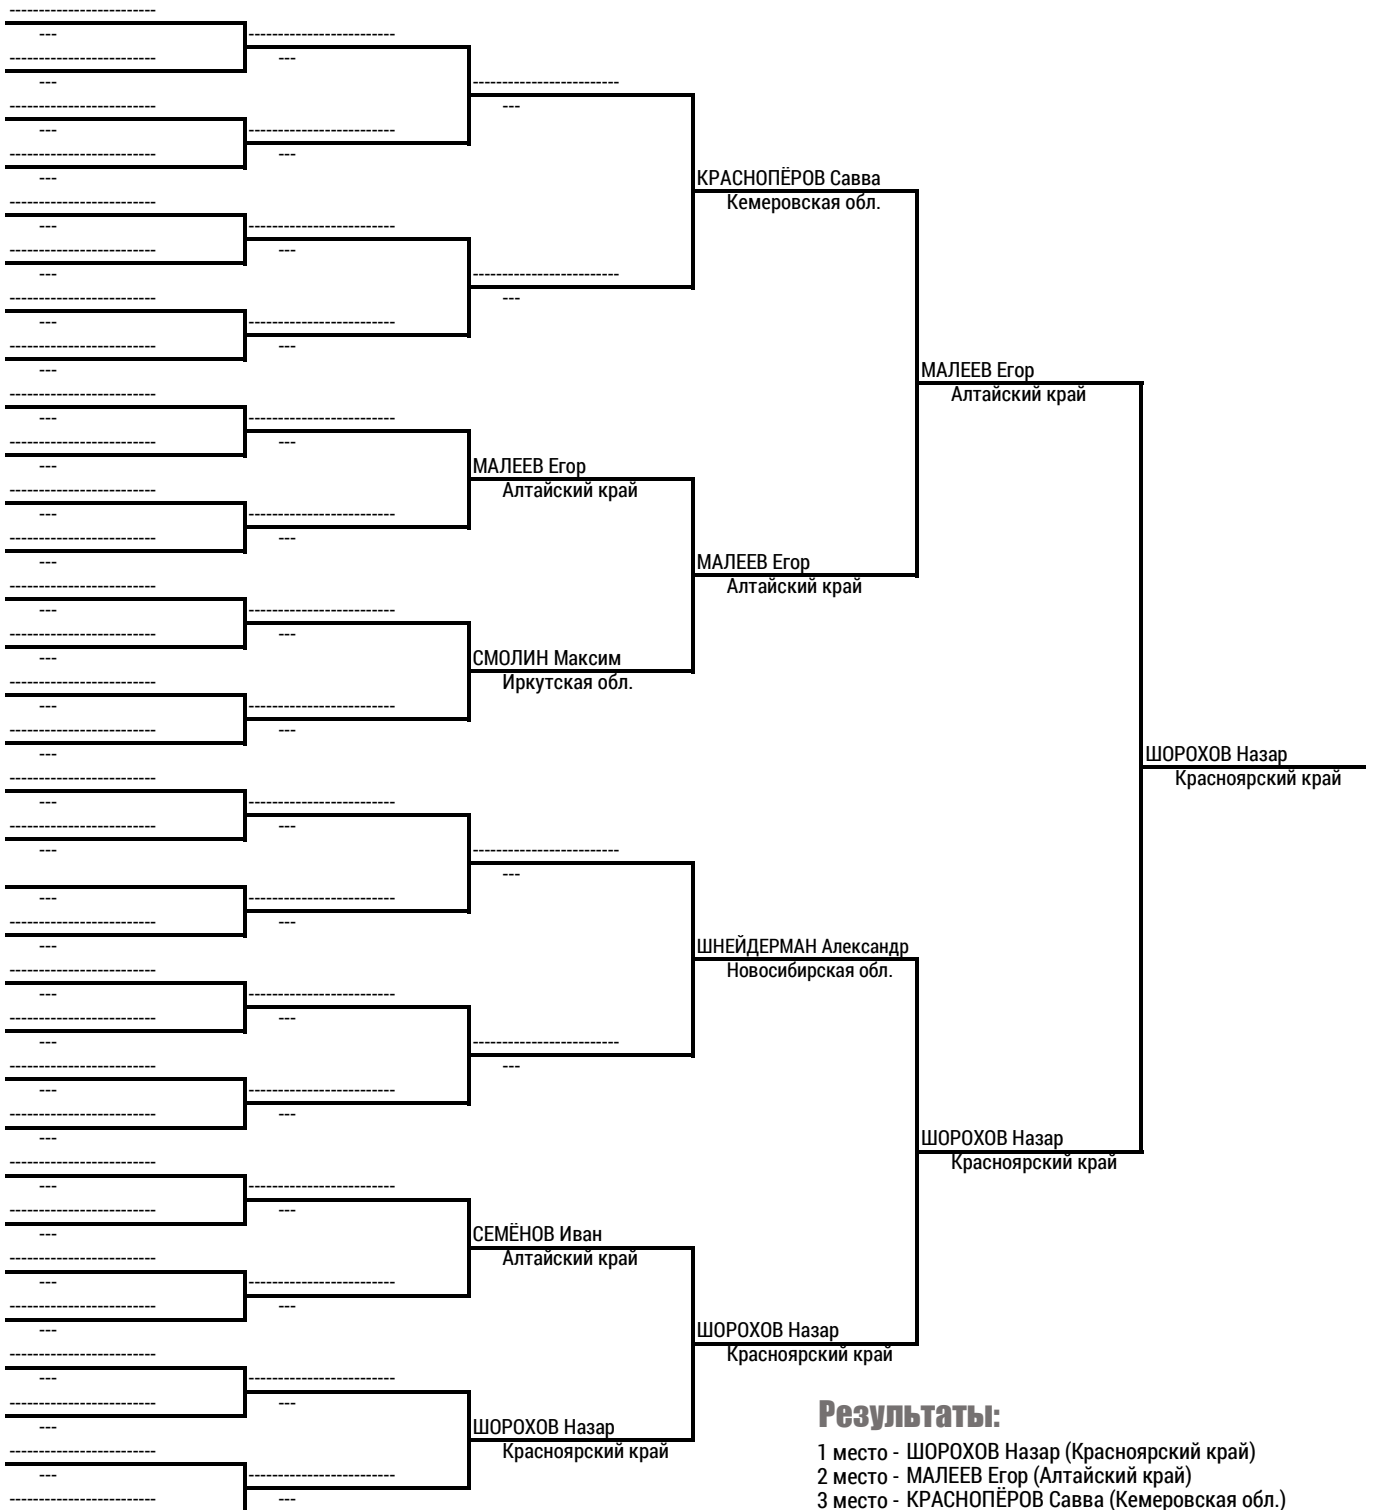 КРАСНОПЁРОВ Савва
Кемеровская обл.
МАЛЕЕВ Егор
Алтайский край
МАЛЕЕВ Егор
Алтайский край
МАЛЕЕВ Егор
Алтайский край
СМОЛИН Максим
Иркутская обл.
ШОРОХОВ Назар
Красноярский край
ШНЕЙДЕРМАН Александр
Новосибирская обл.
ШОРОХОВ Назар
Красноярский край
СЕМЁНОВ Иван
Алтайский край
ШОРОХОВ Назар
Красноярский край
ШОРОХОВ Назар
Красноярский край
Результаты:
1 место - ШОРОХОВ Назар (Красноярский край)
2 место - МАЛЕЕВ Егор (Алтайский край)
3 место - КРАСНОПЁРОВ Савва (Кемеровская обл.)